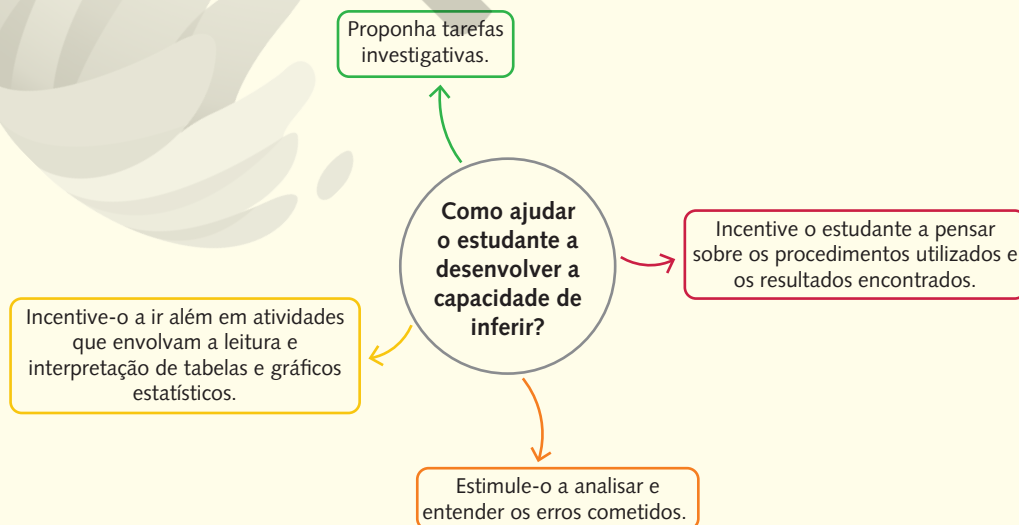 Proponha tarefas
investigativas.
Como ajudar
o estudante a
desenvolver a
capacidade de
inferir?
Incentive o estudante a pensar
sobre os procedimentos utilizados e
os resultados encontrados.
Incentive-o a ir além em atividades
que envolvam a leitura e
interpretação de tabelas e gráficos
estatísticos.
Estimule-o a analisar e
entender os erros cometidos.